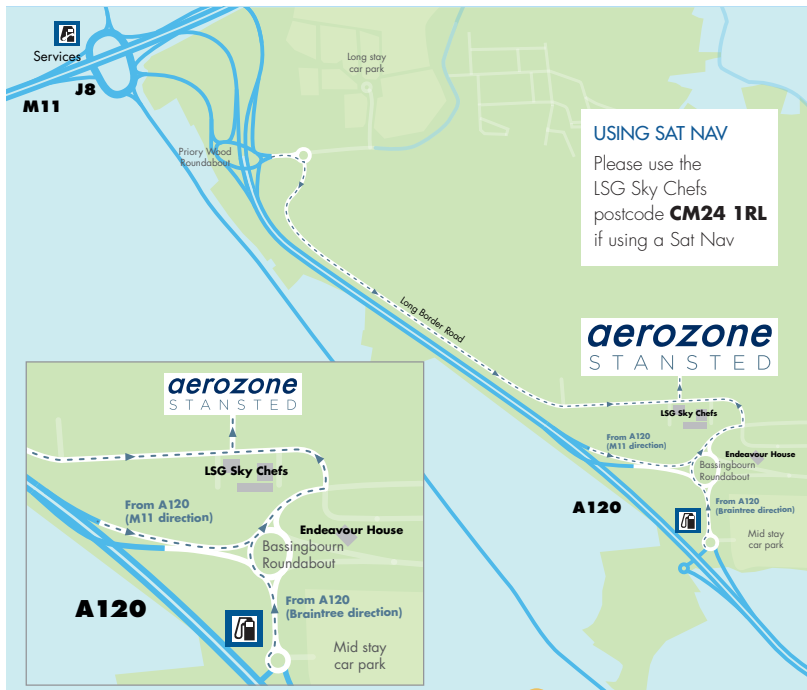 Services
J8
M11
Long stay
car park
Priory Wood
Roundabout
USING SAT NAV
Please use the
LSG Sky Chefs
postcode CM24 1RL
if using a Sat Nav
Long Border Road
aerozone
STANSTED
LSG Sky Chefs
From A120
(M11 direction)
Endeavour House
Bassingbourn
Roundabout
A120
From A120
(Braintree direction)
Mid stay
car park
aerozone
STANSTED
LSG Sky Chefs
From A120
(M11 direction)
Endeavour House
Bassingbourn
Roundabout
A120
From A120
(Braintree direction)
Mid stay
car park